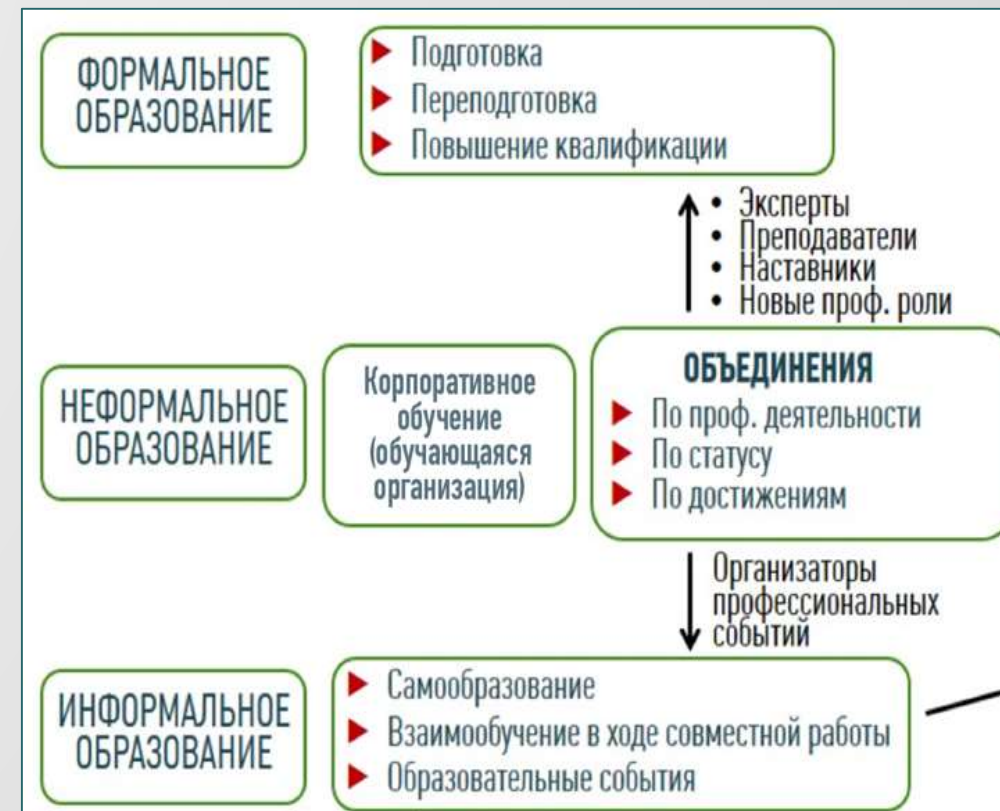 ФОРМАЛЬНОЕ
ОБРАЗОВАНИЕ
Подготовка
Переподготовка
Повышение квалификации
Эксперты
Преподаватели
Наставники
Новые проф. роли
НЕФОРМАЛЬНОЕ
ОБРАЗОВАНИЕ
Корпоративное
обучение
(обучающаяся
организация)
ОБЪЕДИНЕНИЯ
По проф. деятельности
По статусу
По достижениям
Организаторы
профессиональных
событий
ИНФОРМАЛЬНОЕ
ОБРАЗОВАНИЕ
Самообразование
Взаимообучение в ходе совместной работы
Образовательные события